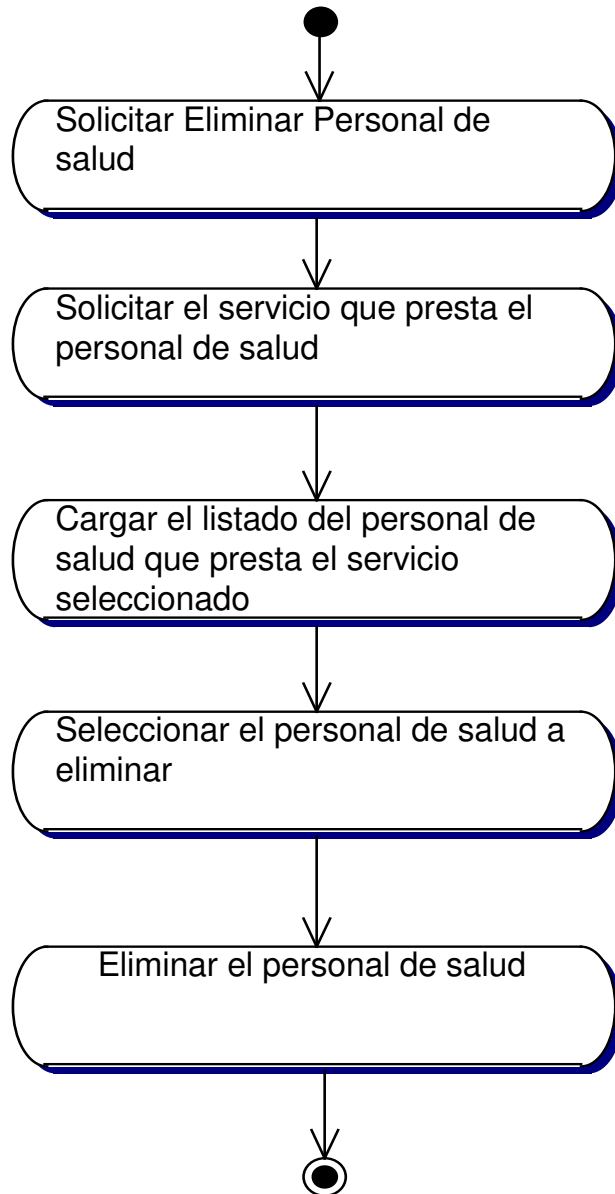 Solicitar Eliminar Personal de
salud
Solicitar el servicio que presta el
personal de salud
Cargar el listado del personal de
salud que presta el servicio
seleccionado
Seleccionar el personal de salud a
eliminar
Eliminar el personal de salud